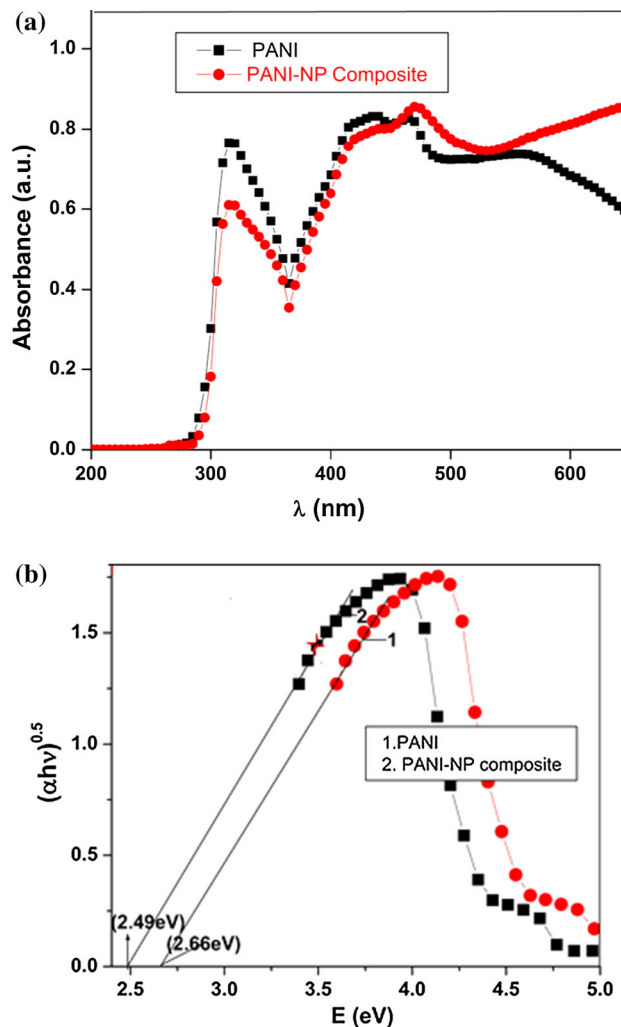 (a)
1.0
PANI
PANI-NP Composite
0.8
0.6
0.4
0.2
0.0
Absorbance (a.u.)
200 300 400 500 600
λ (nm)
(b)
1.5
1.0
0.5
0.0
(αhν)^0.5
2
1
1.PANI
2. PANI-NP composite
(2.49eV)
(2.66eV)
2.5 3.0 3.5 4.0 4.5 5.0
E (eV)